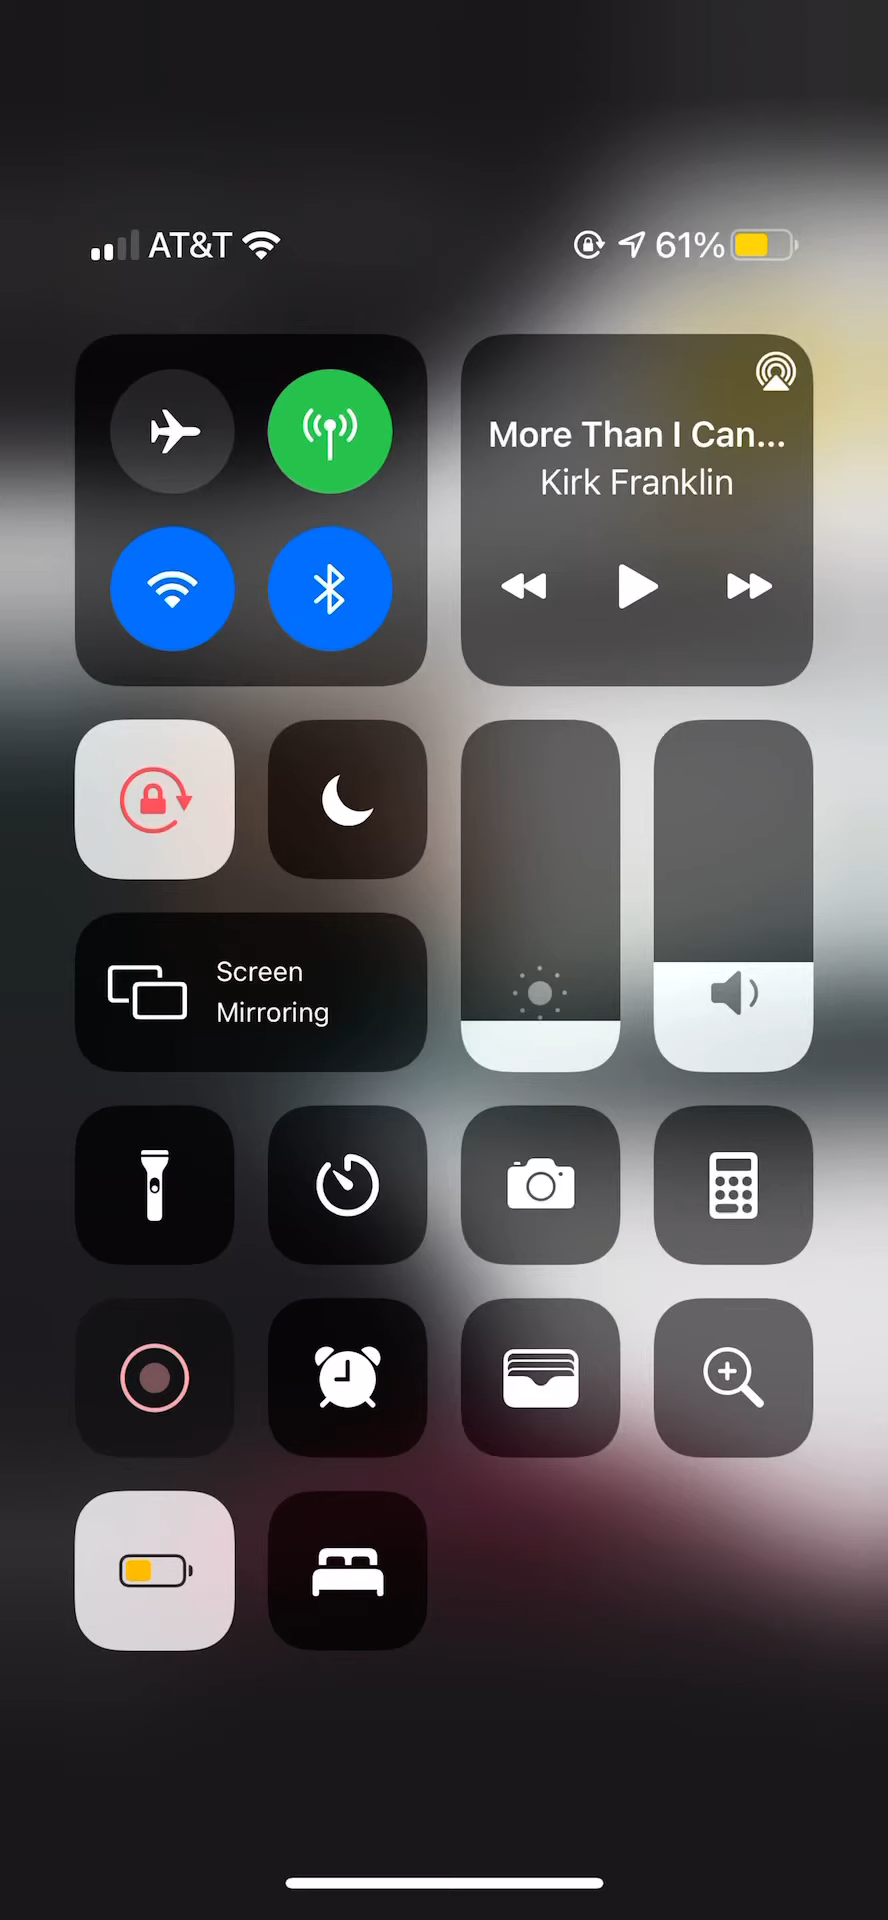 AT&T 61%
More Than I Can...
Kirk Franklin
Screen
Mirroring